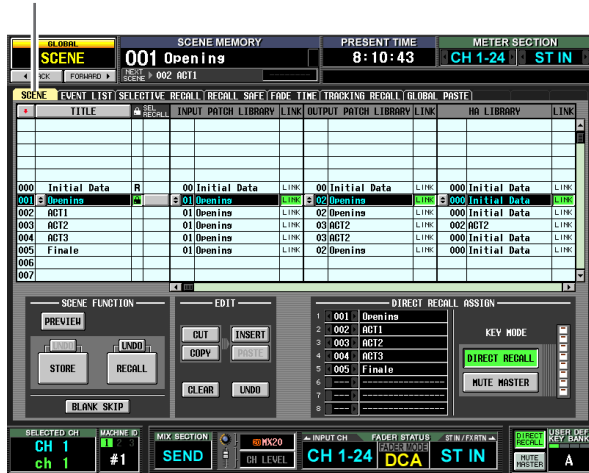 GLOBAL
SCENE
SCENE MEMORY
001 Opening
NEXT SCENE 002 ACT1
PRESENT TIME
8:10:43
METER SECTION
CH 1-24 ST IN
FORWARD
SCENE EVENT LIST SELECTIVE RECALL RECALL SAFE FADE TIME TRACKING RECALL GLOBAL PASTE
TITLE SEL RECALL INPUT PATCH LIBRARY LINK OUTPUT PATCH LIBRARY LINK HA LIBRARY LINK
000 Initial Data R 00 Initial Data LINK 00 Initial Data LINK 000 Initial Data LINK
001 Opening 01 Opening LINK 02 Opening LINK 000 Initial Data LINK
002 ACT1 01 Opening LINK 02 Opening LINK 000 Initial Data LINK
003 ACT2 01 Opening LINK 03 ACT2 LINK 002 ACT2 LINK
004 ACT3 01 Opening LINK 03 ACT2 LINK 000 Initial Data LINK
005 Finale 01 Opening LINK 02 Opening LINK 000 Initial Data LINK
006
007
SCENE FUNCTION
PREVIEW
UNDO UNDO
STORE RECALL
BLANK SKIP
EDIT
CUT INSERT
COPY PASTE
CLEAR UNDO
DIRECT RECALL ASSIGN
1 001 Opening
2 002 ACT1
3 003 ACT2
4 004 ACT3
5 005 Finale
6 ---
7 ---
8 ---
KEY MODE
DIRECT RECALL
MUTE MASTER
SELECTED CH
CH 1
ch 1
MACHINE ID
1 2 3
#1
MIX SECTION
SEND
MX20
CH LEVEL
INPUT CH FADER STATUS ST IN / FX RTN
CH 1-24
FADER MODE
DCA
ST IN
DIRECT RECALL
MUTE MASTER
USER DEF
KEY BANK
A